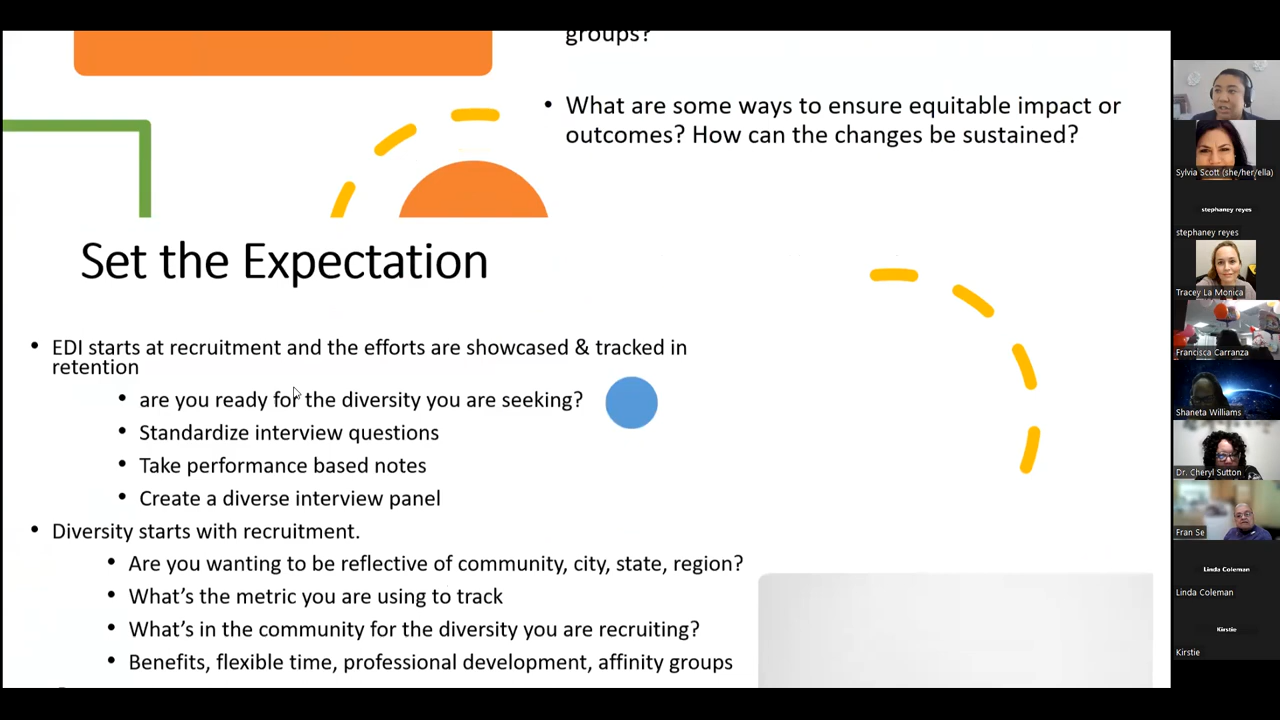 groups?
• What are some ways to ensure equitable impact or
outcomes? How can the changes be sustained?
Set the Expectation
• EDI starts at recruitment and the efforts are showcased & tracked in
retention
• are you ready for the diversity you are seeking?
• Standardize interview questions
• Take performance based notes
• Create a diverse interview panel
• Diversity starts with recruitment.
• Are you wanting to be reflective of community, city, state, region?
• What's the metric you are using to track
• What's in the community for the diversity you are recruiting?
• Benefits, flexible time, professional development, affinity groups
Sylvia Scott (she/her/ella)
stephaney reyes
stephaney reyes
Tracey La Monica
Francisca Carranza
Shaneta Williams
Dr. Cheryl Sutton
Fran Se
Linda Coleman
Linda Coleman
Kirstie
Kirstie